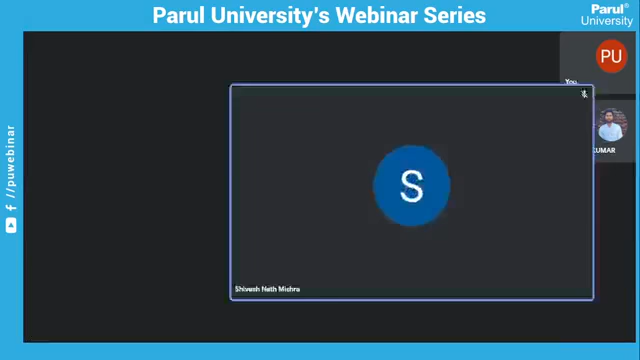 Parul University's Webinar Series
Parul®
University
//puwebinar
PU
You
KUMAR
S
Shivesh Nath Mishra